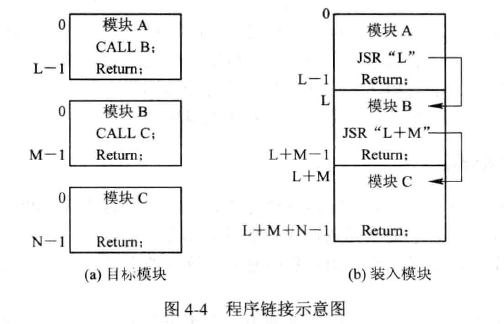 0
模块 A
CALL B;
L－1
Return;
0
模块 B
CALL C;
M－1
Return;
0
模块 C
N－1
Return;
(a) 目标模块
0
模块 A
JSR “L”
L－1
Return;
L
模块 B
JSR “L＋M”
L＋M－1
Return;
L＋M
模块 C
L＋M＋N－1
Return;
(b) 装入模块
图 4-4 程序链接示意图